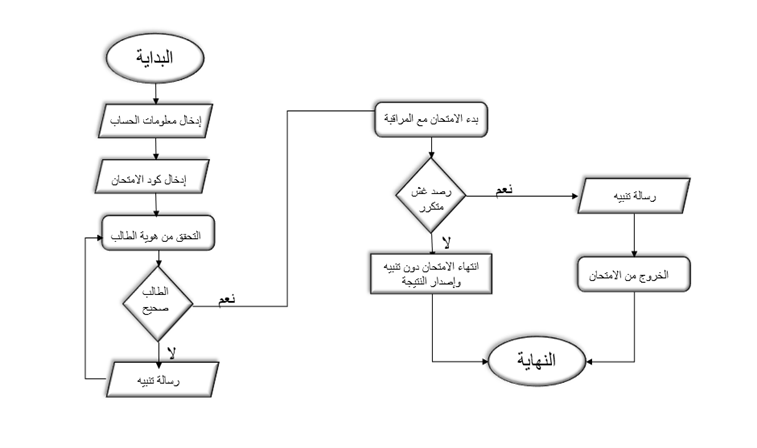 البداية
إدخال معلومات الحساب
إدخال كود الامتحان
التحقق من هوية الطالب
الطالب
صحيح
نعم
لا
رسالة تنبيه
بدء الامتحان مع المراقبة
رصد غش
متكرر
نعم
لا
رسالة تنبيه
انتهاء الامتحان دون تنبيه
وإصدار النتيجة
الخروج من الامتحان
النهاية